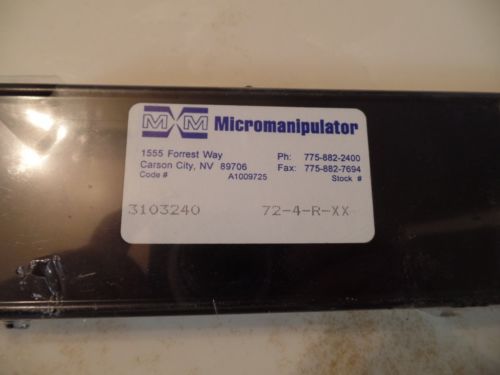 MM Micromanipulator
1555 Forrest Way Ph: 775-882-2400
Carson City, NV 89706 Fax: 775-882-7694
Code # A1009725 Stock #
3103240 72-4-R-XX